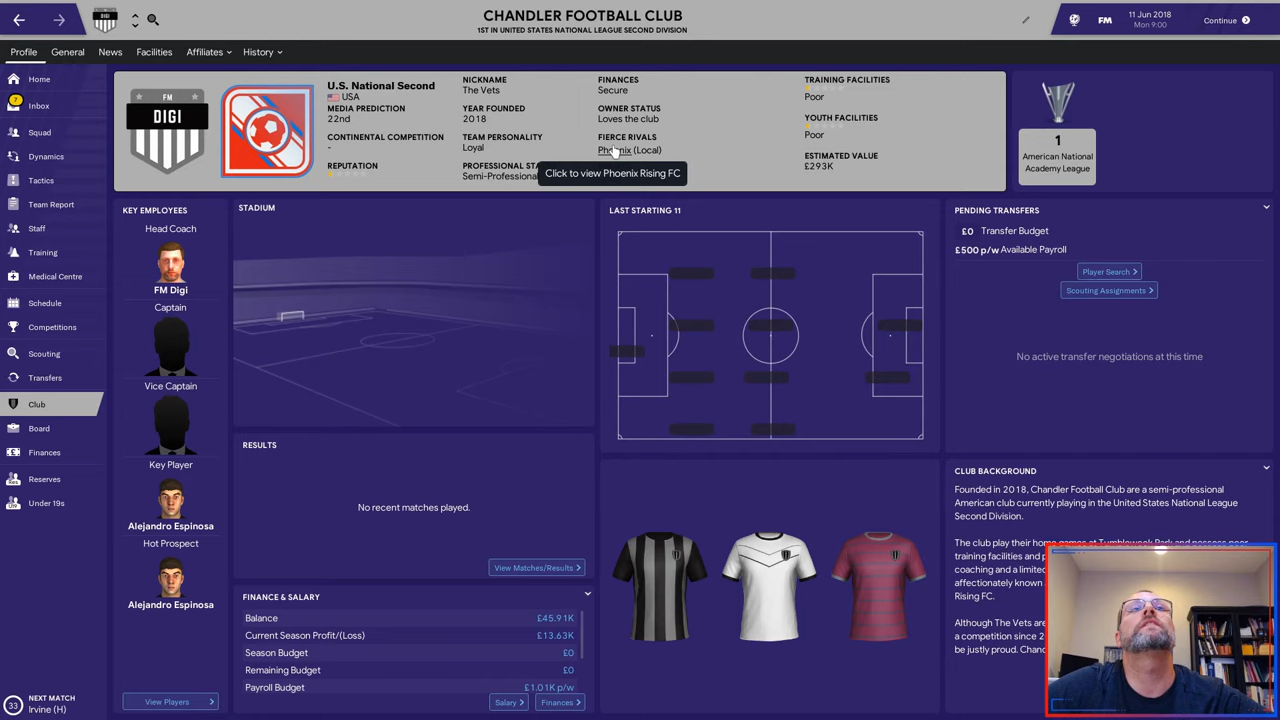 CHANDLER FOOTBALL CLUB
1ST IN UNITED STATES NATIONAL LEAGUE SECOND DIVISION
FM
11 Jun 2018
Mon 9:00
Continue
Profile
General
News
Facilities
Affiliates
History
Home
7
Inbox
Squad
Dynamics
Tactics
Team Report
Staff
Training
Medical Centre
Schedule
Competitions
Scouting
Transfers
Club
Board
Finances
Reserves
Under 19s
33
NEXT MATCH
Irvine (H)
FM
DIGI
U.S. National Second
USA
MEDIA PREDICTION
22nd
CONTINENTAL COMPETITION
-
REPUTATION
NICKNAME
The Vets
YEAR FOUNDED
2018
TEAM PERSONALITY
Loyal
PROFESSIONAL STA
Semi-Professional
FINANCES
Secure
OWNER STATUS
Loves the club
FIERCE RIVALS
Phoenix (Local)
Click to view Phoenix Rising FC
TRAINING FACILITIES
Poor
YOUTH FACILITIES
Poor
ESTIMATED VALUE
£293K
1
American National
Academy League
KEY EMPLOYEES
Head Coach
FM Digi
Captain
Vice Captain
Key Player
Alejandro Espinosa
Hot Prospect
Alejandro Espinosa
View Players
STADIUM
RESULTS
No recent matches played.
View Matches/Results
FINANCE & SALARY
Balance £45.91K
Current Season Profit/(Loss) £13.63K
Season Budget £0
Remaining Budget £0
Payroll Budget £1.01K p/w
Salary
Finances
LAST STARTING 11
PENDING TRANSFERS
£0 Transfer Budget
£500 p/w Available Payroll
Player Search
Scouting Assignments
No active transfer negotiations at this time
CLUB BACKGROUND
Founded in 2018, Chandler Football Club are a semi-professional
American club currently playing in the United States National League
Second Division.
The club play their home games at Tumbleweek Park and possess poor
training facilities and p
coaching and a limited
affectionately known
Rising FC.
Although The Vets are
a competition since 2
be justly proud. Chand